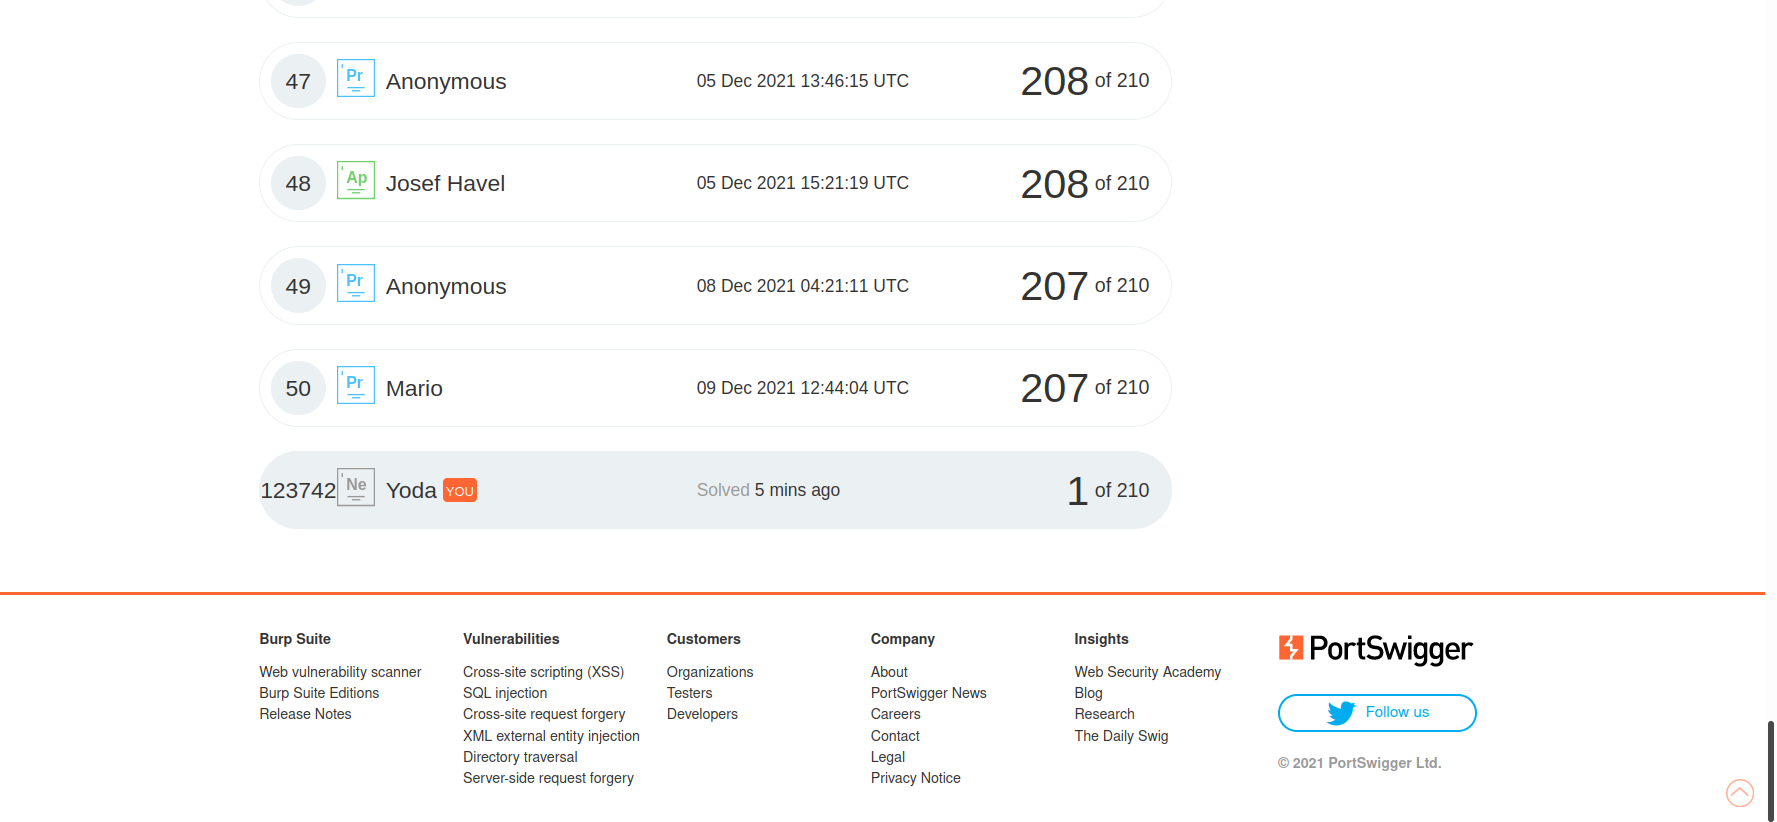 47 Pr Anonymous 05 Dec 2021 13:46:15 UTC 208 of 210
48 Ap Josef Havel 05 Dec 2021 15:21:19 UTC 208 of 210
49 Pr Anonymous 08 Dec 2021 04:21:11 UTC 207 of 210
50 Pr Mario 09 Dec 2021 12:44:04 UTC 207 of 210
123742 Ne Yoda YOU Solved 5 mins ago 1 of 210
Burp Suite
Web vulnerability scanner
Burp Suite Editions
Release Notes
Vulnerabilities
Cross-site scripting (XSS)
SQL injection
Cross-site request forgery
XML external entity injection
Directory traversal
Server-side request forgery
Customers
Organizations
Testers
Developers
Company
About
PortSwigger News
Careers
Contact
Legal
Privacy Notice
Insights
Web Security Academy
Blog
Research
The Daily Swig
PortSwigger
Follow us
© 2021 PortSwigger Ltd.